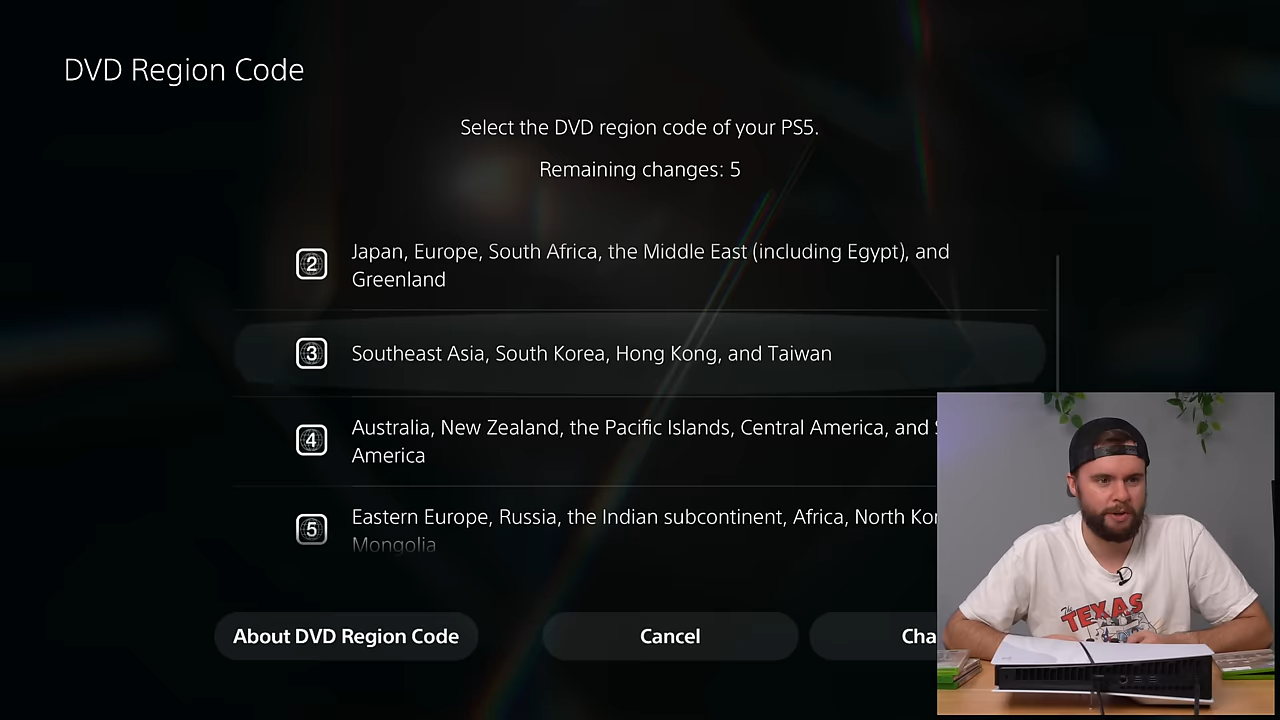 DVD Region Code
Select the DVD region code of your PS5.
Remaining changes: 5
2
Japan, Europe, South Africa, the Middle East (including Egypt), and
Greenland
3
Southeast Asia, South Korea, Hong Kong, and Taiwan
4
Australia, New Zealand, the Pacific Islands, Central America, and
America
5
Eastern Europe, Russia, the Indian subcontinent, Africa, North
Mongolia
About DVD Region Code
Cancel
The
TEXAS